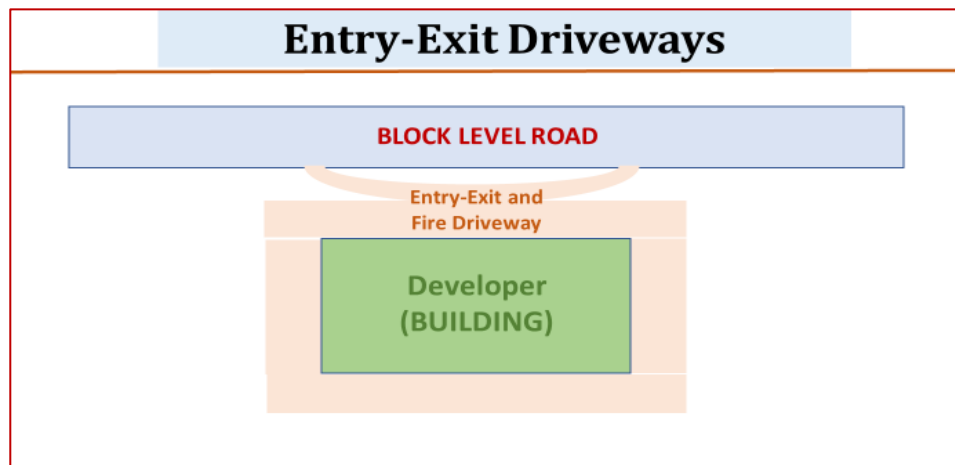 Entry-Exit Driveways
BLOCK LEVEL ROAD
Entry-Exit and
Fire Driveway
Developer
(BUILDING)